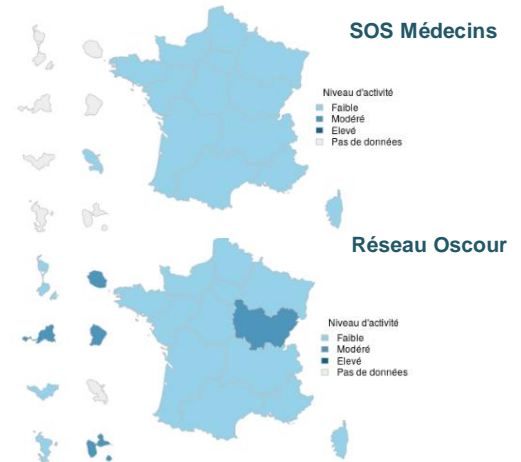 SOS Médecins
Niveau d'activité
Faible
Modéré
Elevé
Pas de données
Réseau Oscour
Niveau d'activité
Faible
Modéré
Elevé
Pas de données